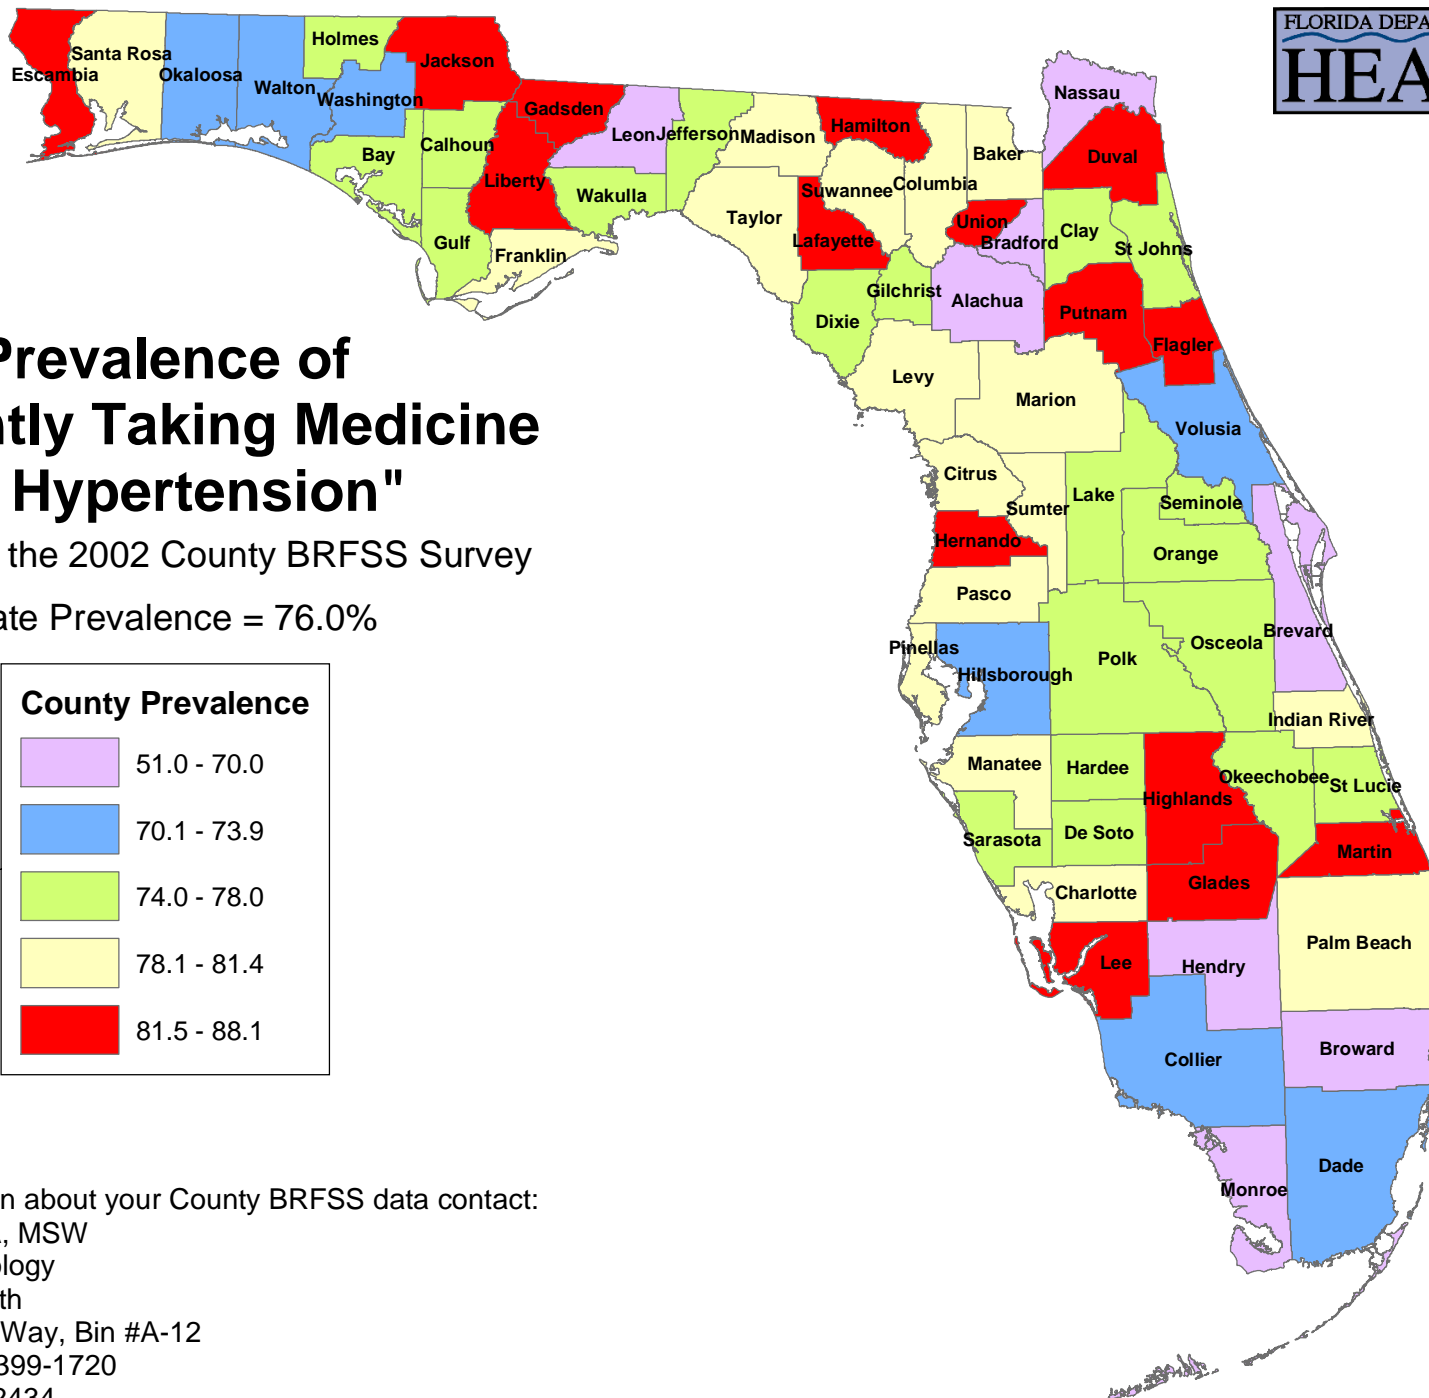 FLORIDA DEPA
HEA
Holmes
Santa Rosa
Jackson
Escambia
Okaloosa
Walton
Washington
Nassau
Gadsden
Leon
Jefferson
Madison
Hamilton
Calhoun
Bay
Baker
Duval
Liberty
Wakulla
Suwannee
Columbia
Taylor
Union
Lafayette
Bradford
Clay
St Johns
Gulf
Franklin
Gilchrist
Alachua
Dixie
Putnam
Flagler
Prevalence of
ntly Taking Medicine
Hypertension"
the 2002 County BRFSS Survey
ate Prevalence = 76.0%
Levy
Marion
Volusia
Citrus
Sumter
Lake
Seminole
Hernando
Orange
Pasco
Brevard
Pinellas
Hillsborough
Polk
Osceola
Indian River
Manatee
Hardee
Okeechobee
St Lucie
Highlands
Sarasota
De Soto
Martin
Charlotte
Glades
Palm Beach
Lee
Hendry
Broward
Collier
Dade
Monroe
County Prevalence
51.0 - 70.0
70.1 - 73.9
74.0 - 78.0
78.1 - 81.4
81.5 - 88.1
n about your County BRFSS data contact:
, MSW
ology
th
Way, Bin #A-12
399-1720
2434